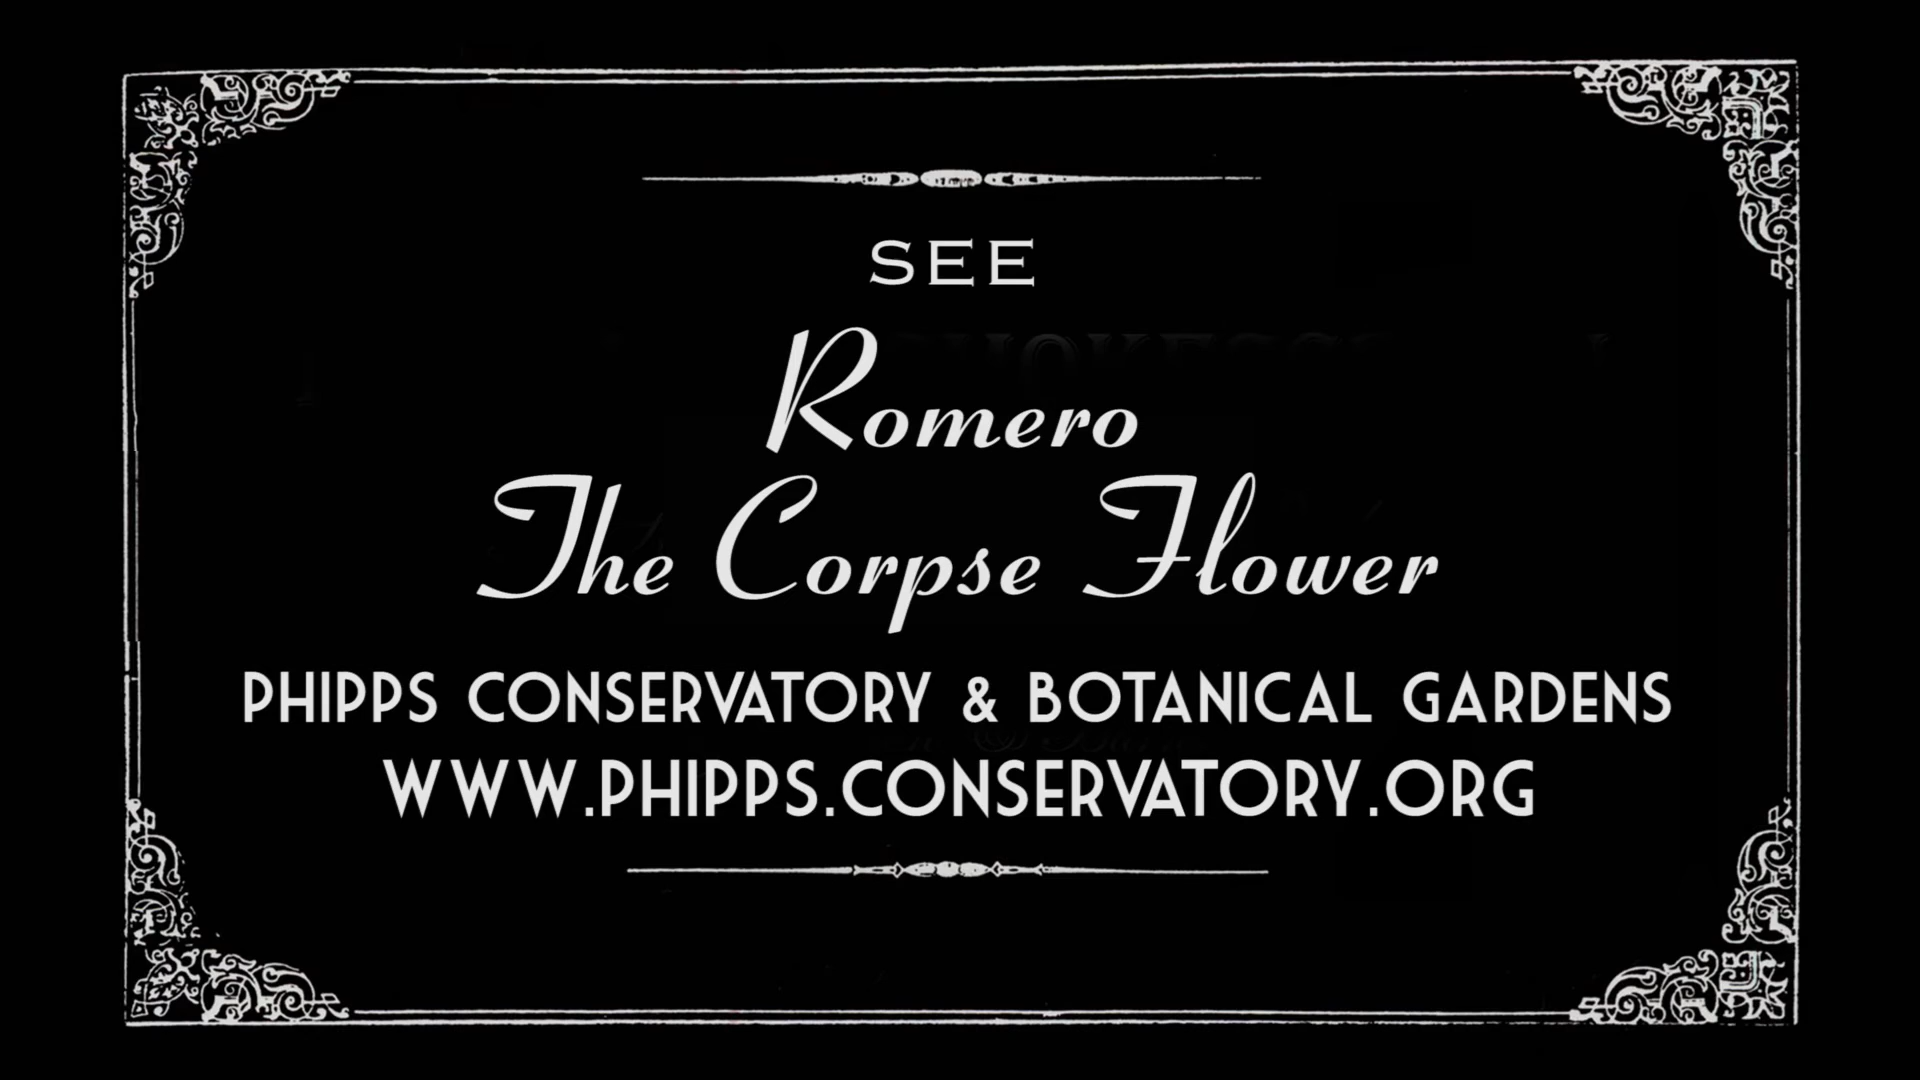 SEE
Romero
The Corpse Flower
PHIPPS CONSERVATORY & BOTANICAL GARDENS
WWW.PHIPPS.CONSERVATORY.ORG